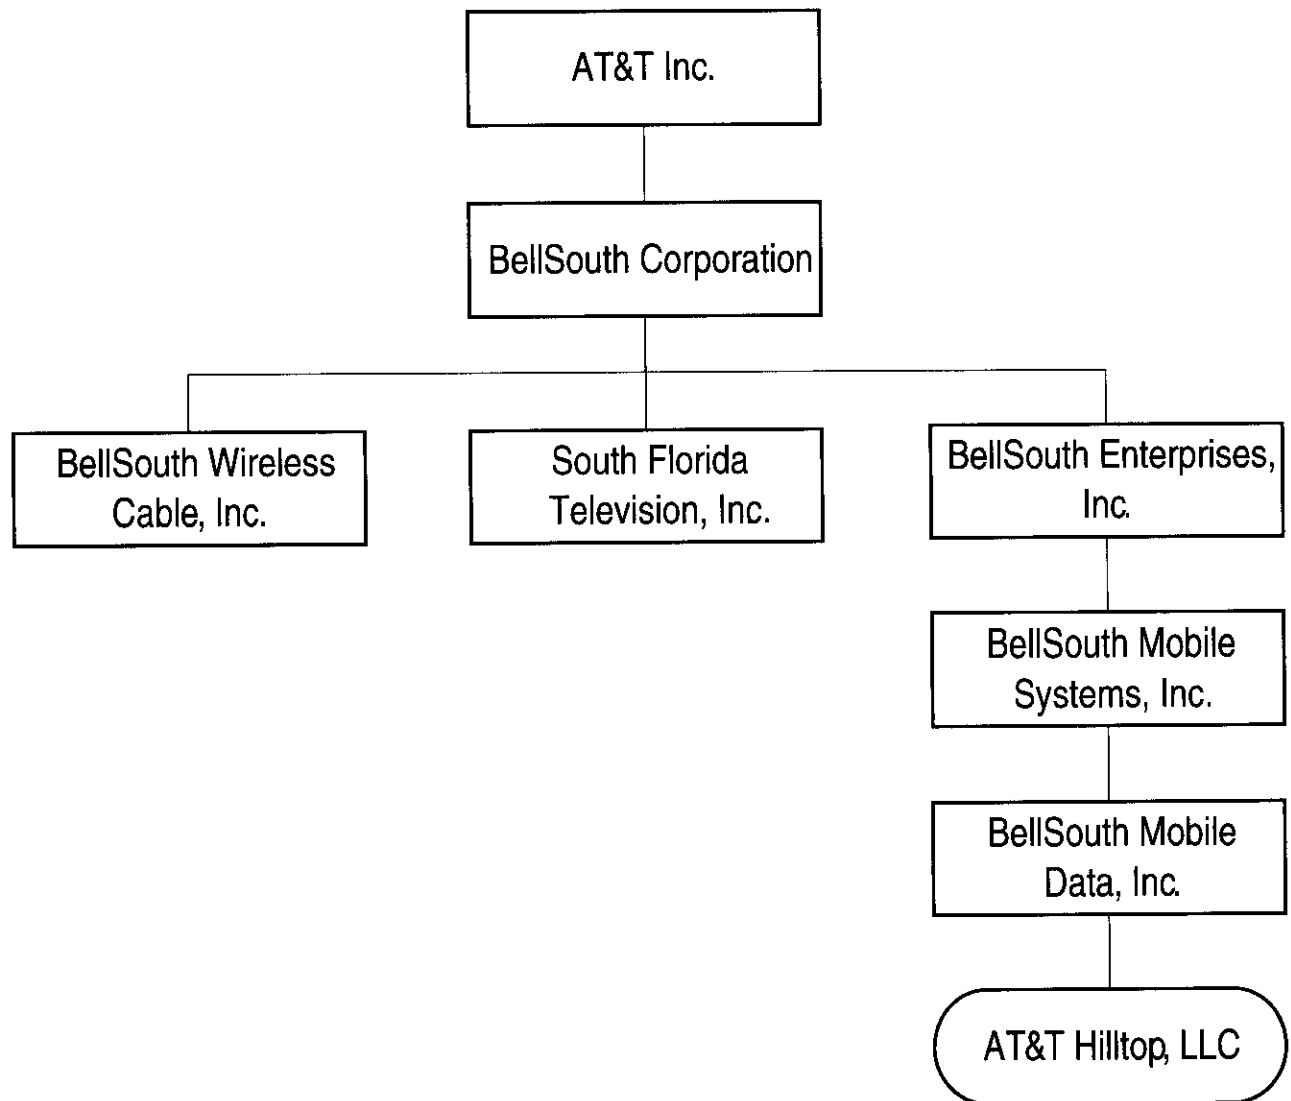 AT&T Inc.
BellSouth Corporation
BellSouth Wireless
Cable, Inc.
South Florida
Television, Inc.
BellSouth Enterprises,
Inc.
BellSouth Mobile
Systems, Inc.
BellSouth Mobile
Data, Inc.
AT&T Hilltop, LLC